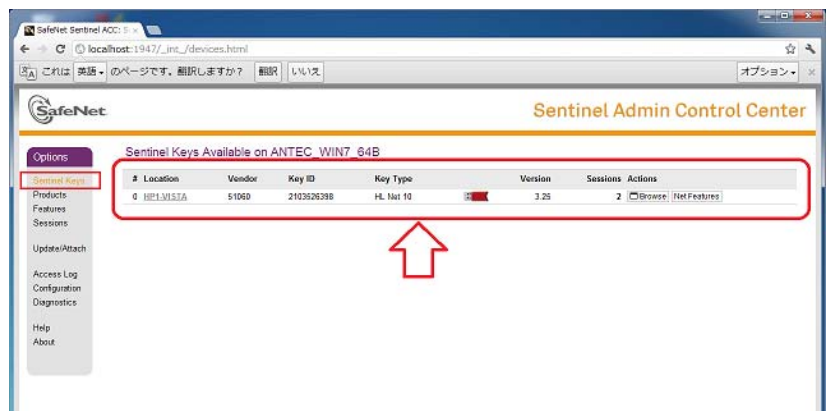 SafeNet Sentinel ACC: S
localhost:1947/_int_/devices.html
これは 英語 のページです。翻訳しますか? 翻訳 いいえ オプション
SafeNet
Sentinel Admin Control Center
Options
Sentinel Keys
Products
Features
Sessions
Update/Attach
Access Log
Configuration
Diagnostics
Help
About
Sentinel Keys Available on ANTEC_WIN7_64B
# Location Vendor Key ID Key Type Version Sessions Actions
0 HP1-VISTA 51060 2103526398 HL Net 10 3.25 2 Browse Net Features